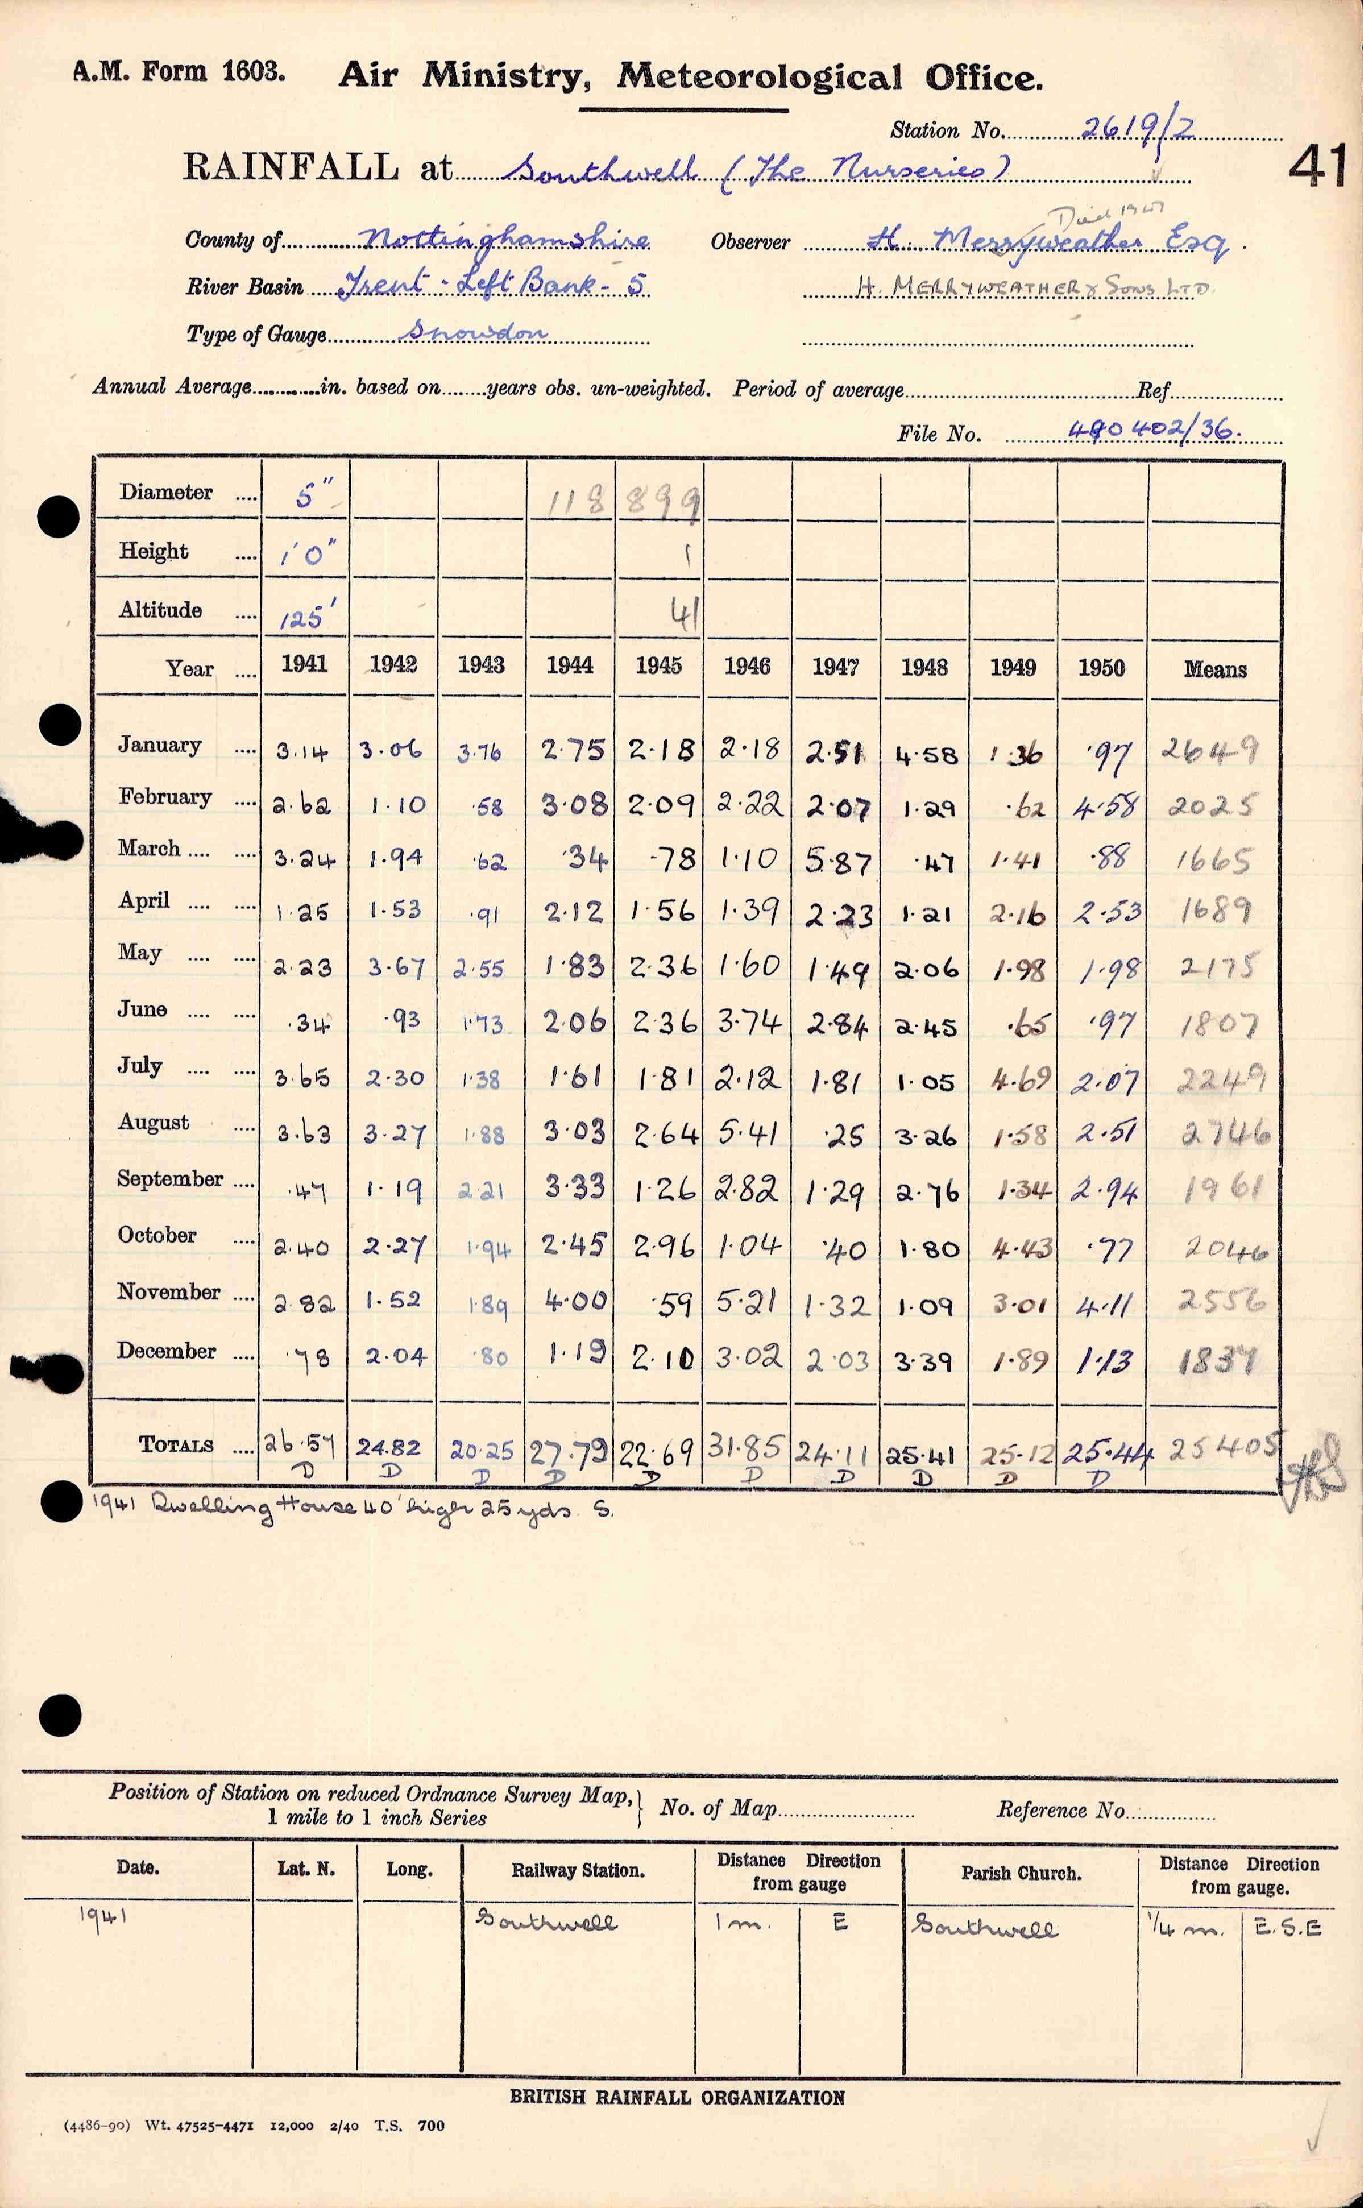 A.M. Form 1603. Air Ministry, Meteorological Office.
Station No. 2619/2
41
RAINFALL at Southwell (The Nurseries)
Died 1947
County of Nottinghamshire Observer H. Merryweather Esq.
River Basin Trent - Left Bank - 5 H. MERRYWEATHER & SONS LTD.
Type of Gauge Snowdon
Annual Average in. based on years obs. un-weighted. Period of average Ref
File No. 490402/36.
Diameter 5" 118 899
Height 1'0" 1
Altitude 125' 41
Year 1941 1942 1943 1944 1945 1946 1947 1948 1949 1950 Means
January 3.14 3.06 3.76 2.75 2.18 2.18 2.51 4.58 1.36 .97 2649
February 2.62 1.10 .58 3.08 2.09 2.22 2.07 1.29 .62 4.58 2025
March 3.24 1.94 .62 .34 .78 1.10 5.87 .47 1.41 .88 1665
April 1.25 1.53 .91 2.12 1.56 1.39 2.23 1.21 2.16 2.53 1689
May 2.23 3.67 2.55 1.83 2.36 1.60 1.49 2.06 1.98 1.98 2175
June .34 .93 1.73 2.06 2.36 3.74 2.84 2.45 .65 .97 1807
July 3.65 2.30 1.38 1.61 1.81 2.12 1.81 1.05 4.69 2.07 2249
August 3.63 3.27 1.88 3.03 2.64 5.41 .25 3.26 1.58 2.51 2746
September .47 1.19 2.21 3.33 1.26 2.82 1.29 2.76 1.34 2.94 1961
October 2.40 2.27 1.94 2.45 2.96 1.04 .40 1.80 4.43 .77 2046
November 2.82 1.52 1.89 4.00 .59 5.21 1.32 1.09 3.01 4.11 2556
December .78 2.04 .80 1.19 2.10 3.02 2.03 3.39 1.89 1.13 1837
TOTALS 26.57 24.82 20.25 27.79 22.69 31.85 24.11 25.41 25.12 25.44 25405
D D D D D D D D D D
1941 Dwelling House 40' high 25 yds. S.
Position of Station on reduced Ordnance Survey Map,
1 mile to 1 inch Series } No. of Map Reference No.
Date. Lat. N. Long. Railway Station. Distance Direction from gauge Parish Church. Distance Direction from gauge.
1941 Southwell 1 m. E Southwell 1/4 m. E.S.E
BRITISH RAINFALL ORGANIZATION
(4486-90) Wt. 47525-4471 12,000 2/40 T.S. 700